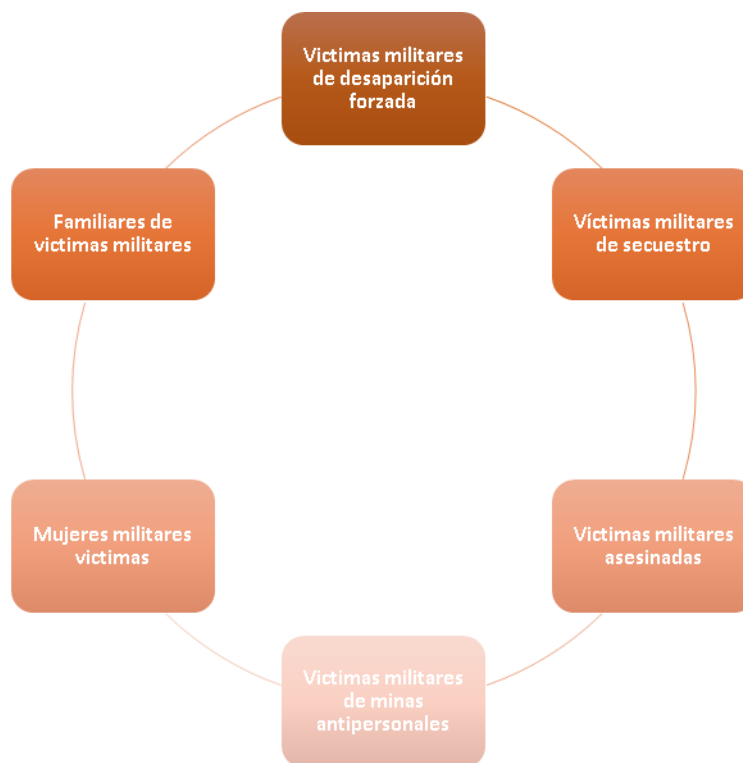 Victimas militares
de desaparición
forzada
Víctimas militares
de secuestro
Victimas militares
asesinadas
Victimas militares
de minas
antipersonales
Mujeres militares
victimas
Familiares de
victimas militares